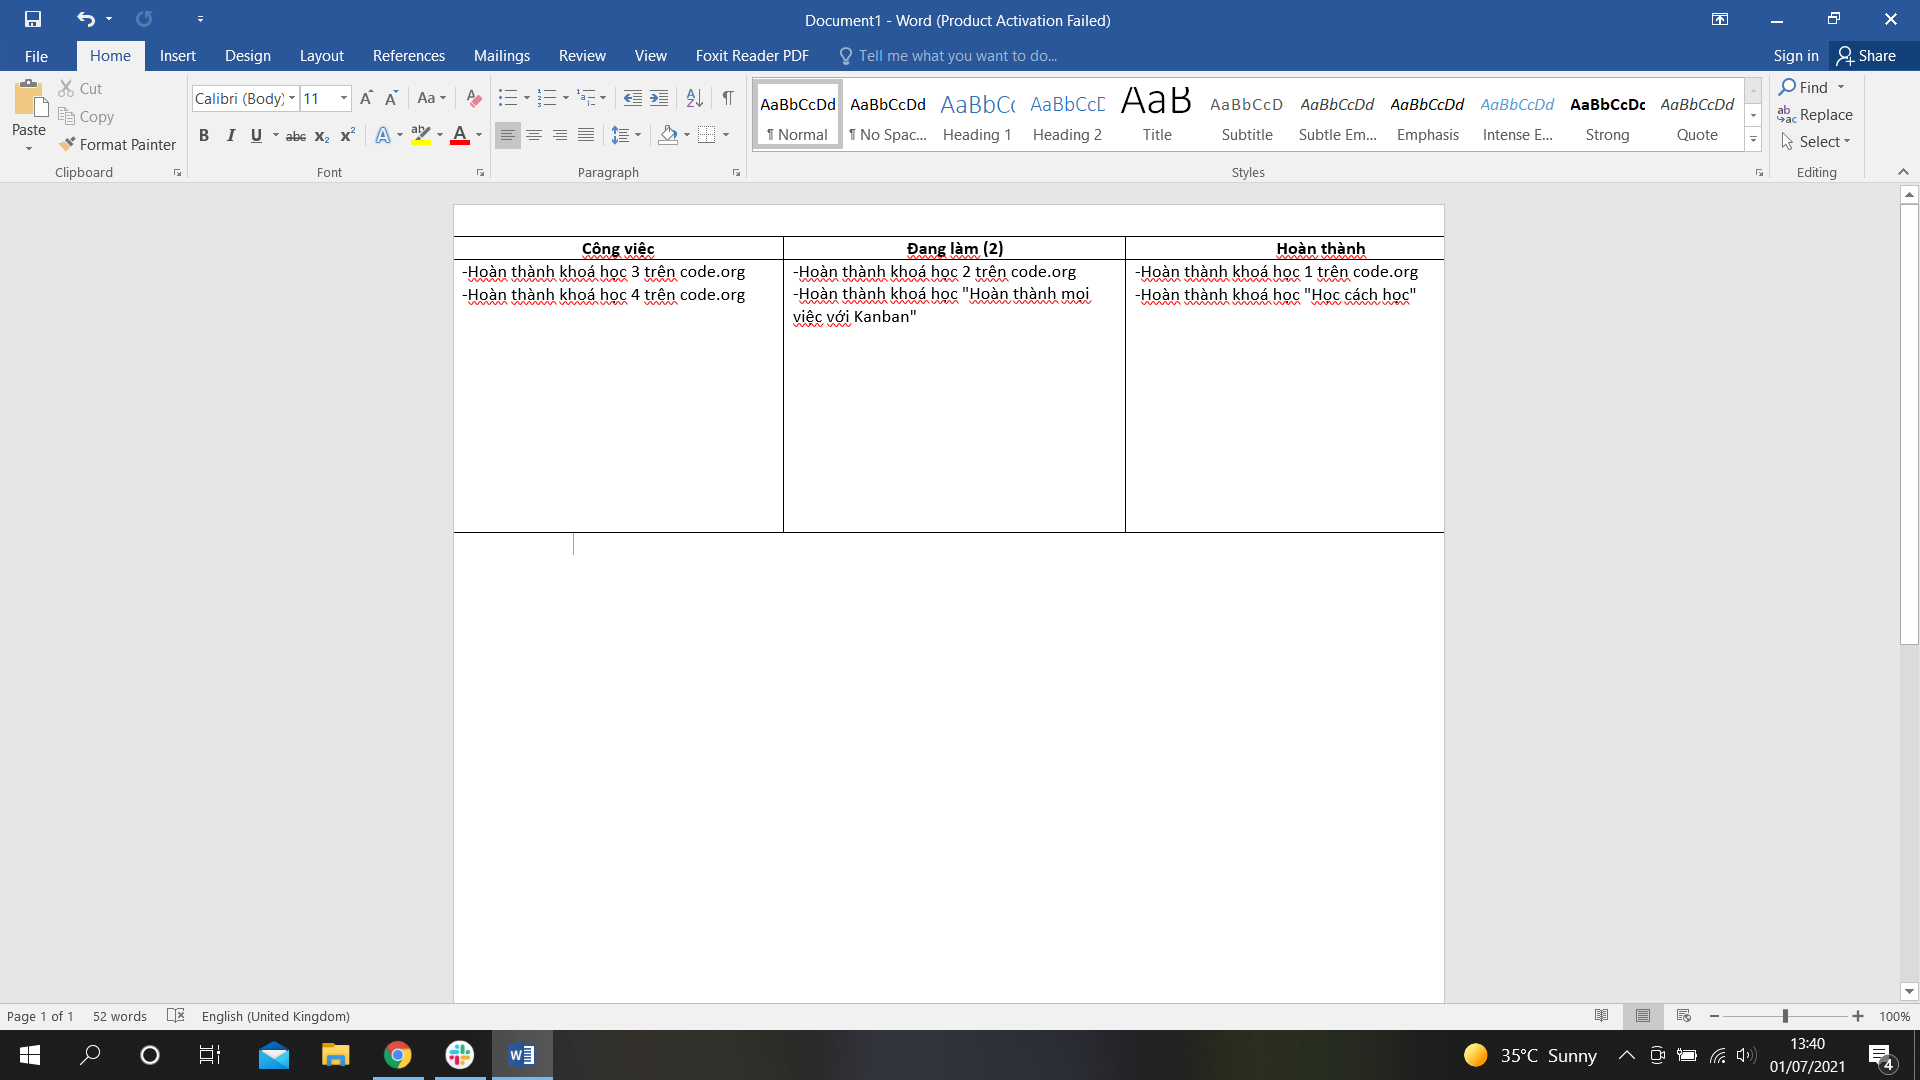 Document1 - Word (Product Activation Failed)
File Home Insert Design Layout References Mailings Review View Foxit Reader PDF Tell me what you want to do... Sign in Share
Paste
Cut
Copy
Format Painter
Clipboard
Calibri (Body) 11
Font
Paragraph
AaBbCcDd AaBbCcDd AaBbCc AaBbCcD AaB AaBbCcD AaBbCcDd AaBbCcDd AaBbCcDd AaBbCcDc AaBbCcDd
¶ Normal ¶ No Spac... Heading 1 Heading 2 Title Subtitle Subtle Em... Emphasis Intense E... Strong Quote
Styles
Find
Replace
Select
Editing
Công việc
-Hoàn thành khoá học 3 trên code.org
-Hoàn thành khoá học 4 trên code.org
Đang làm (2)
-Hoàn thành khoá học 2 trên code.org
-Hoàn thành khoá học "Hoàn thành mọi
việc với Kanban"
Hoàn thành
-Hoàn thành khoá học 1 trên code.org
-Hoàn thành khoá học "Học cách học"
Page 1 of 1 52 words English (United Kingdom) 100%
35°C Sunny
13:40
01/07/2021
4